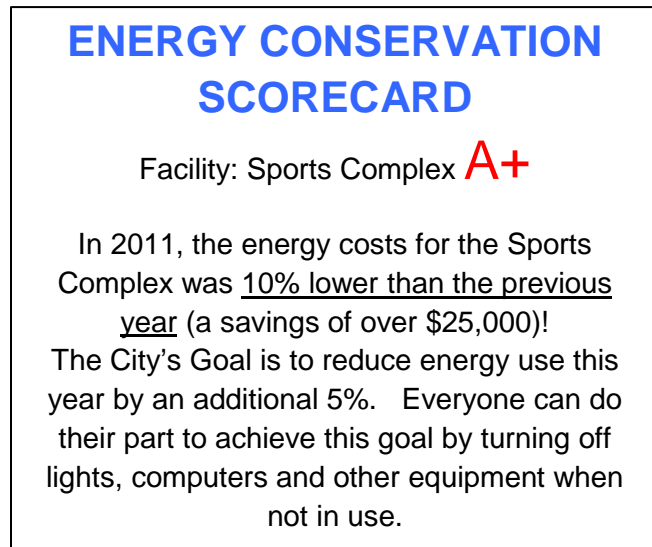 ENERGY CONSERVATION
SCORECARD
Facility: Sports Complex A+
In 2011, the energy costs for the Sports
Complex was 10% lower than the previous
year (a savings of over $25,000)!
The City’s Goal is to reduce energy use this
year by an additional 5%.   Everyone can do
their part to achieve this goal by turning off
lights, computers and other equipment when
not in use.